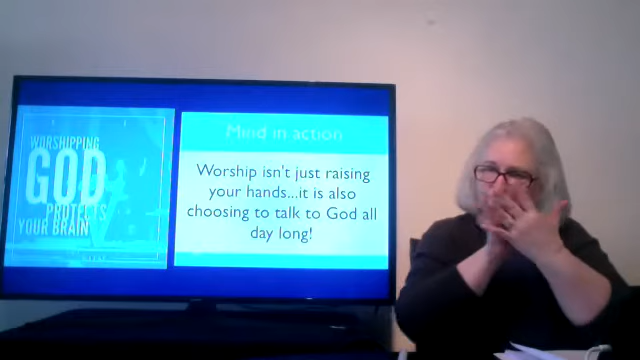 WORSHIPPING
GOD
PROTECTS
YOUR BRAIN
Mind in action
Worship isn't just raising
your hands...it is also
choosing to talk to God all
day long!